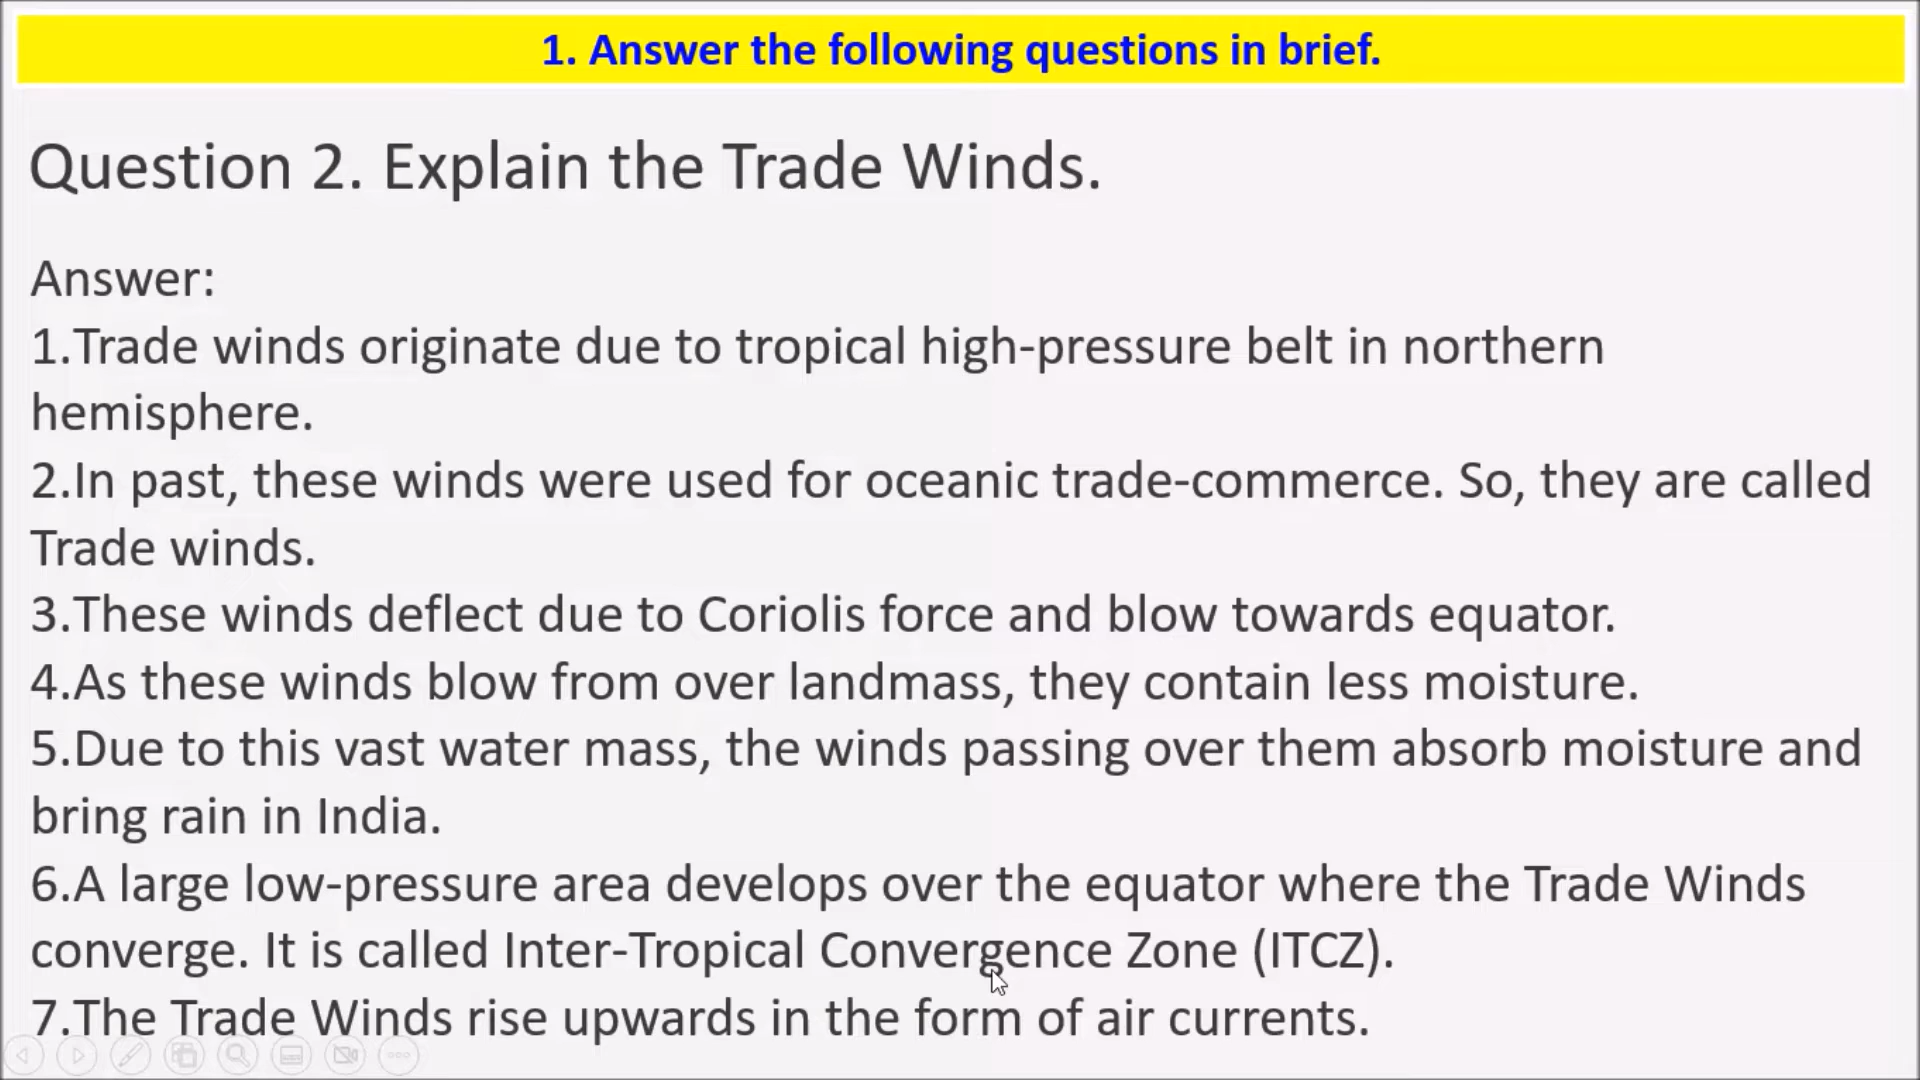 1. Answer the following questions in brief.
Question 2. Explain the Trade Winds.
Answer:
1.Trade winds originate due to tropical high-pressure belt in northern
hemisphere.
2.In past, these winds were used for oceanic trade-commerce. So, they are called
Trade winds.
3.These winds deflect due to Coriolis force and blow towards equator.
4.As these winds blow from over landmass, they contain less moisture.
5.Due to this vast water mass, the winds passing over them absorb moisture and
bring rain in India.
6.A large low-pressure area develops over the equator where the Trade Winds
converge. It is called Inter-Tropical Convergence Zone (ITCZ).
7.The Trade Winds rise upwards in the form of air currents.